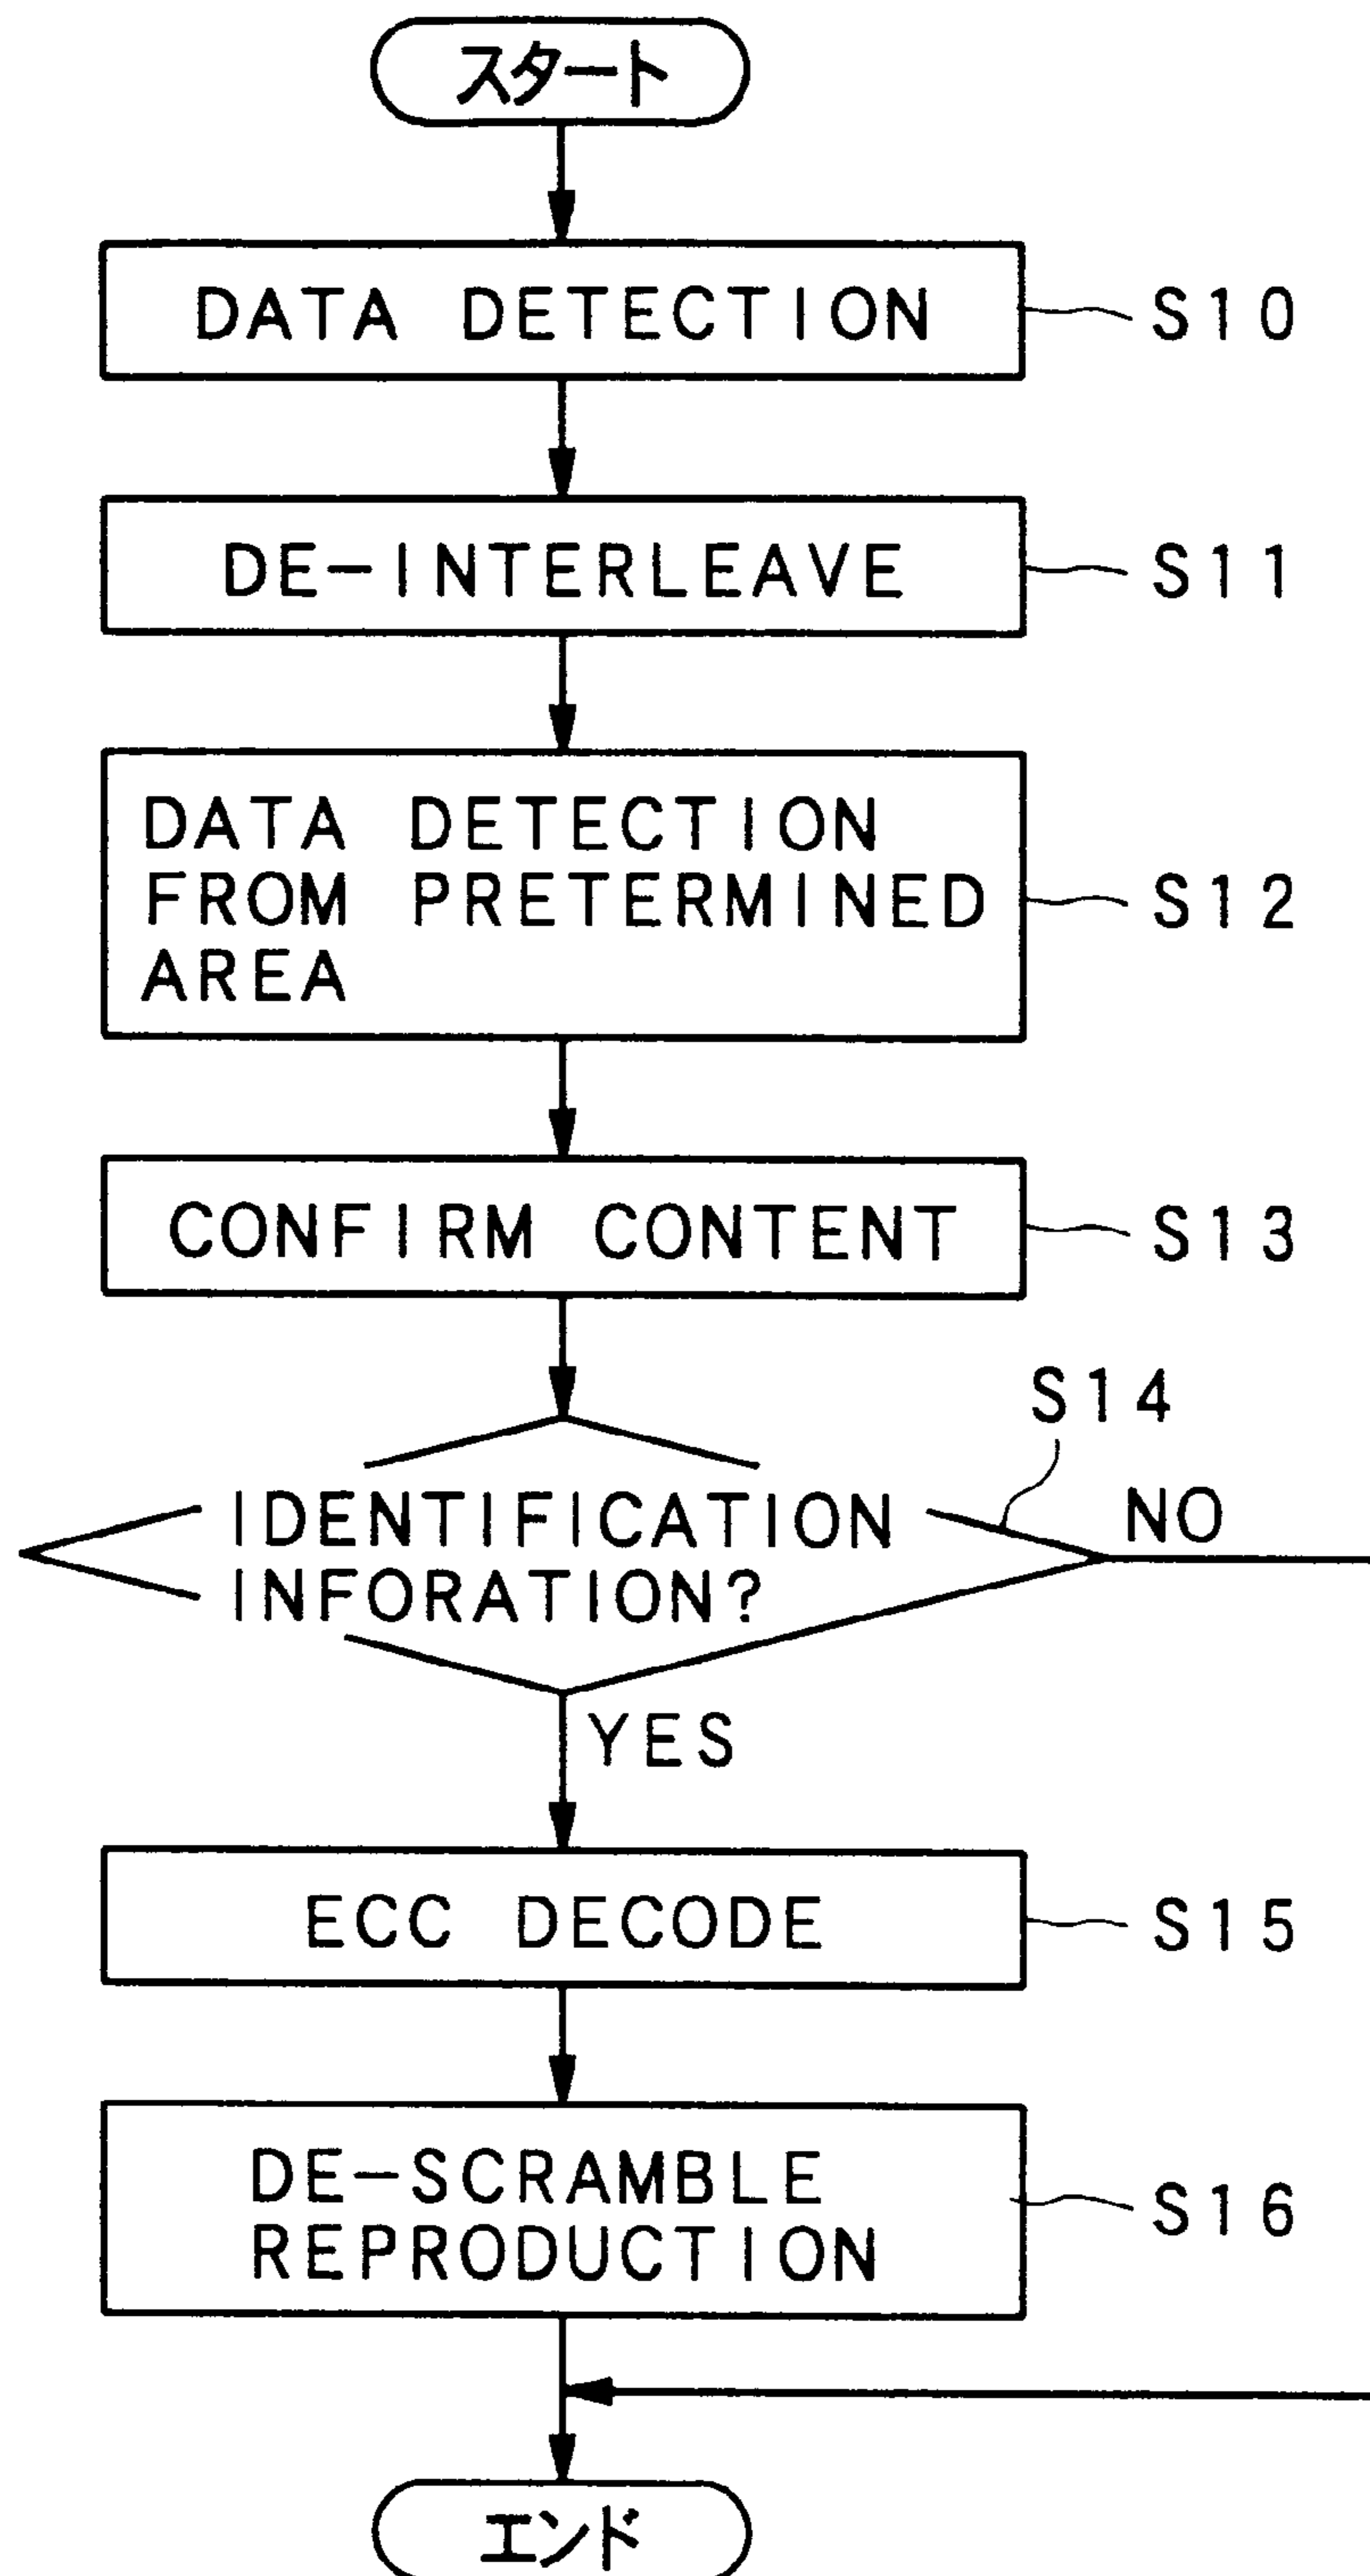 スタート
DATA DETECTION
S10
DE-INTERLEAVE
S11
DATA DETECTION
FROM PRETERMINED
AREA
S12
CONFIRM CONTENT
S13
S14
IDENTIFICATION
INFORATION?
NO
YES
ECC DECODE
S15
DE-SCRAMBLE
REPRODUCTION
S16
エンド